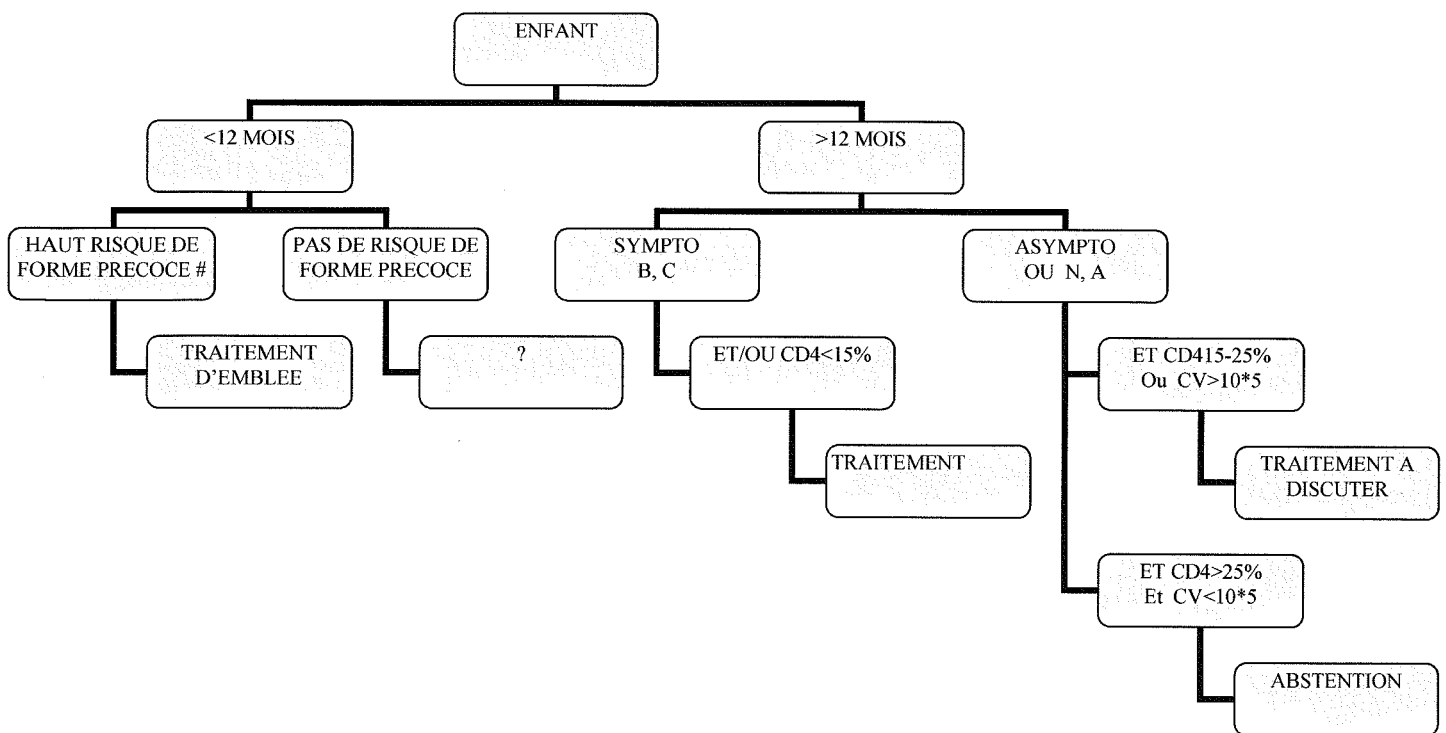 ENFANT
<12 MOIS
>12 MOIS
HAUT RISQUE DE
FORME PRECOCE #
PAS DE RISQUE DE
FORME PRECOCE
SYMPTO
B, C
ASYMPTO
OU N, A
TRAITEMENT
D'EMBLEE
?
ET/OU CD4<15%
ET CD415-25%
Ou CV>10*5
TRAITEMENT
TRAITEMENT A
DISCUTER
ET CD4>25%
Et CV<10*5
ABSTENTION